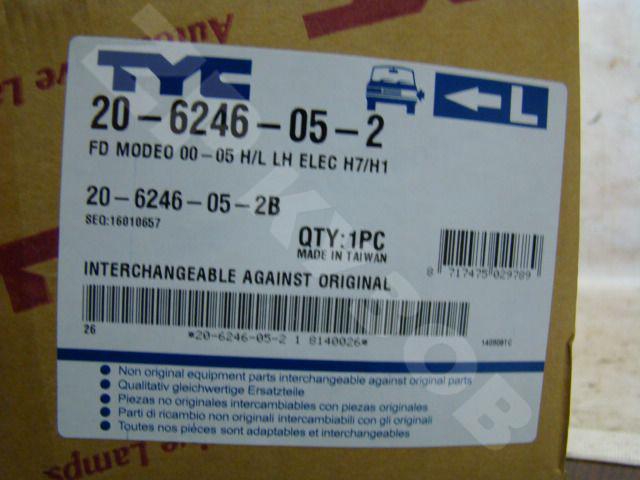 TYC
L
20-6246-05-2
FD MODEO 00-05 H/L LH ELEC H7/H1
20-6246-05-2B
SEQ:16010657
QTY:1PC
MADE IN TAIWAN
8 717475 029789
INTERCHANGEABLE AGAINST ORIGINAL
26
*20-6246-05-2 1 8140026*
Non original equipment parts interchangeable against original parts
Qualitativ gleichwertige Ersatzteile
Piezas no originales intercambiables con piezas originales
Parti di ricambio non originali intercambiabili con gli originali
Toutes nos piéces sont adaptables et interchangeables
ve Lamps